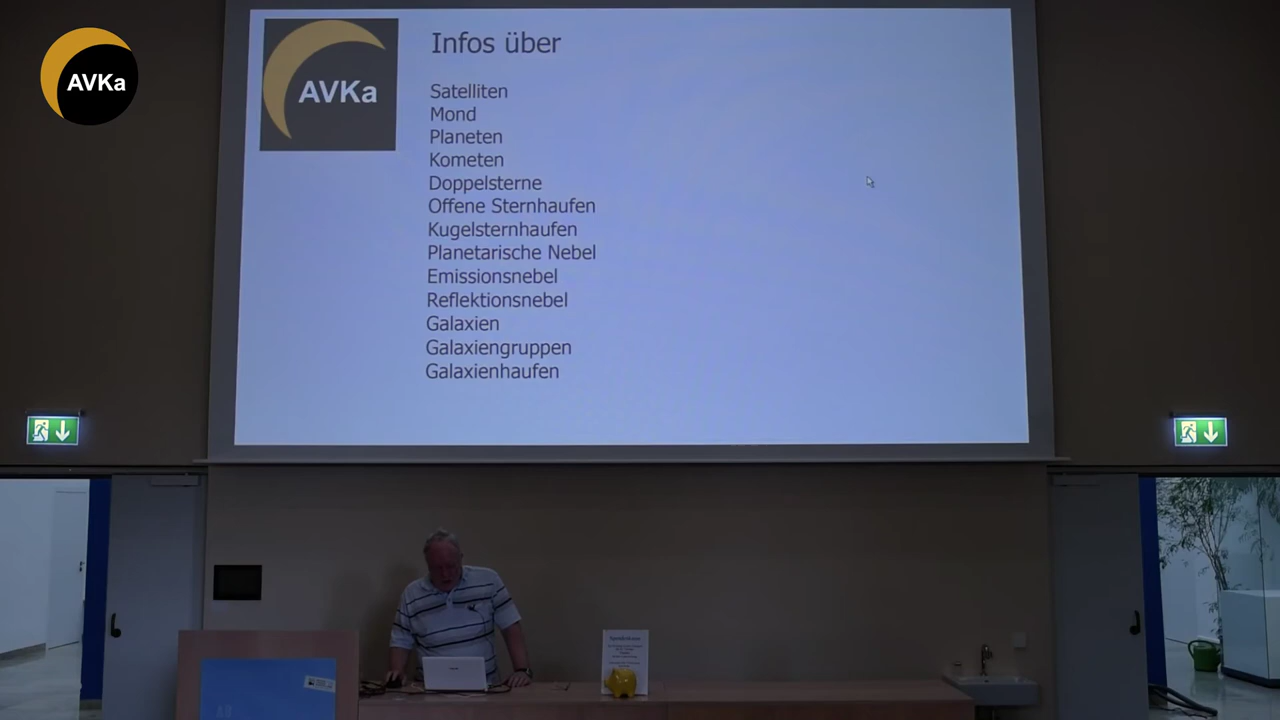 AVKa
AVKa
Infos über
Satelliten
Mond
Planeten
Kometen
Doppelsterne
Offene Sternhaufen
Kugelsternhaufen
Planetarische Nebel
Emissionsnebel
Reflektionsnebel
Galaxien
Galaxiengruppen
Galaxienhaufen